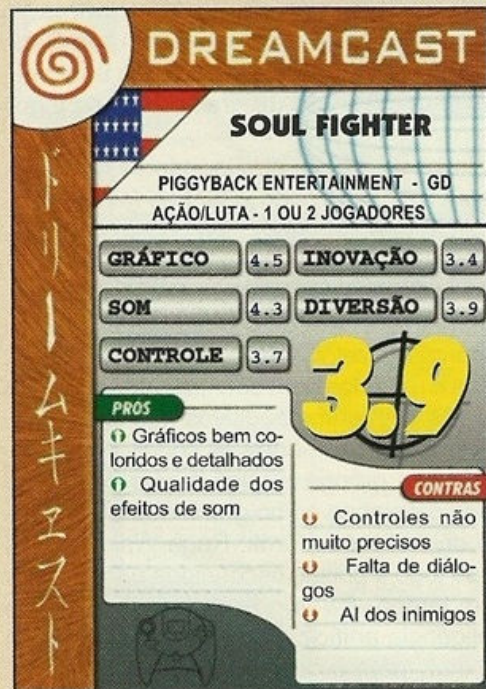 DREAMCAST
ドリームキヱスト
SOUL FIGHTER
PIGGYBACK ENTERTAINMENT - GD
AÇÃO/LUTA - 1 OU 2 JOGADORES
GRÁFICO 4.5 INOVAÇÃO 3.4
SOM 4.3 DIVERSÃO 3.9
CONTROLE 3.7
3.9
PRÓS
Gráficos bem co-
loridos e detalhados
Qualidade dos
efeitos de som
CONTRAS
Controles não
muito precisos
Falta de diálo-
gos
AI dos inimigos